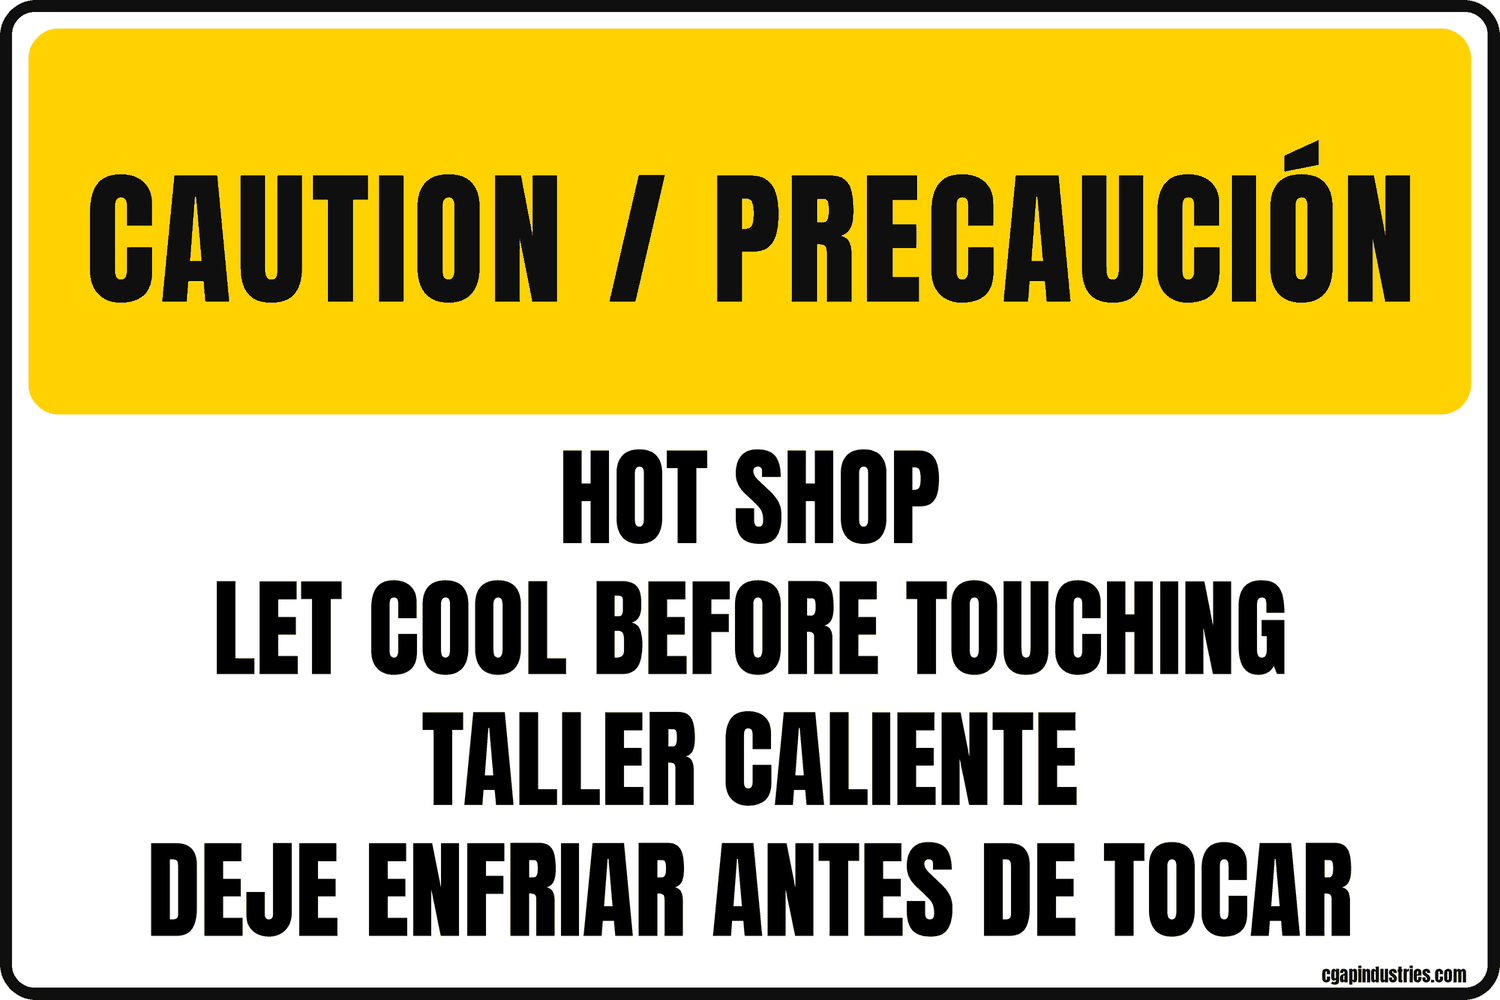 CAUTION / PRECAUCIÓN
HOT SHOP
LET COOL BEFORE TOUCHING
TALLER CALIENTE
DEJE ENFRIAR ANTES DE TOCAR
cgapindustries.com